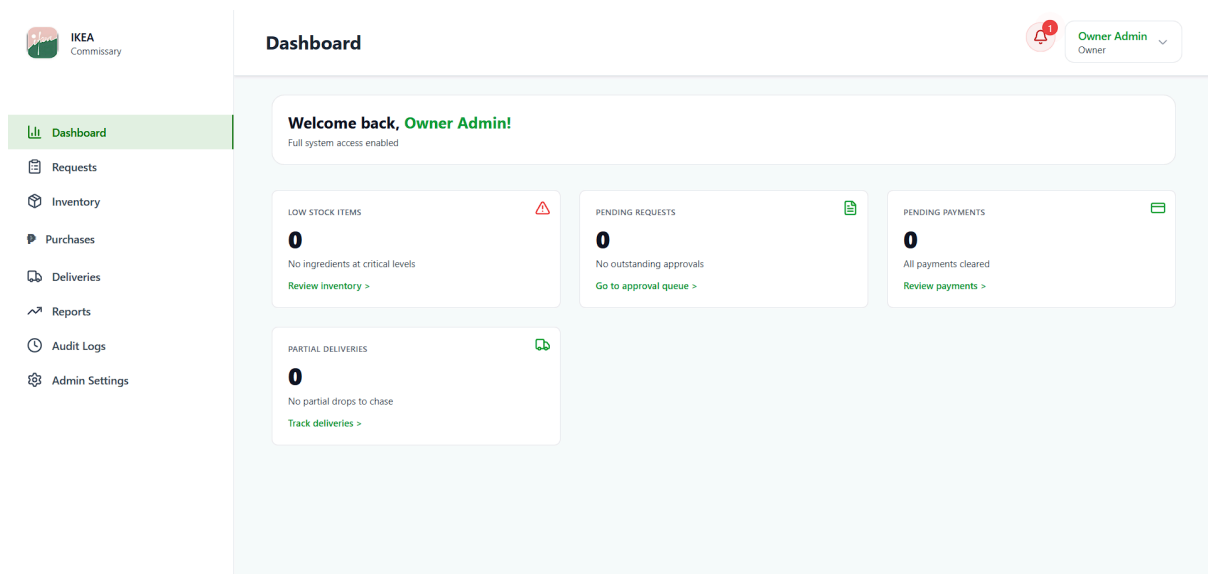 IKEA
Commissary
Dashboard
1
Owner Admin
Owner
Dashboard
Requests
Inventory
Purchases
Deliveries
Reports
Audit Logs
Admin Settings
Welcome back, Owner Admin!
Full system access enabled
LOW STOCK ITEMS
0
No ingredients at critical levels
Review inventory >
PENDING REQUESTS
0
No outstanding approvals
Go to approval queue >
PENDING PAYMENTS
0
All payments cleared
Review payments >
PARTIAL DELIVERIES
0
No partial drops to chase
Track deliveries >